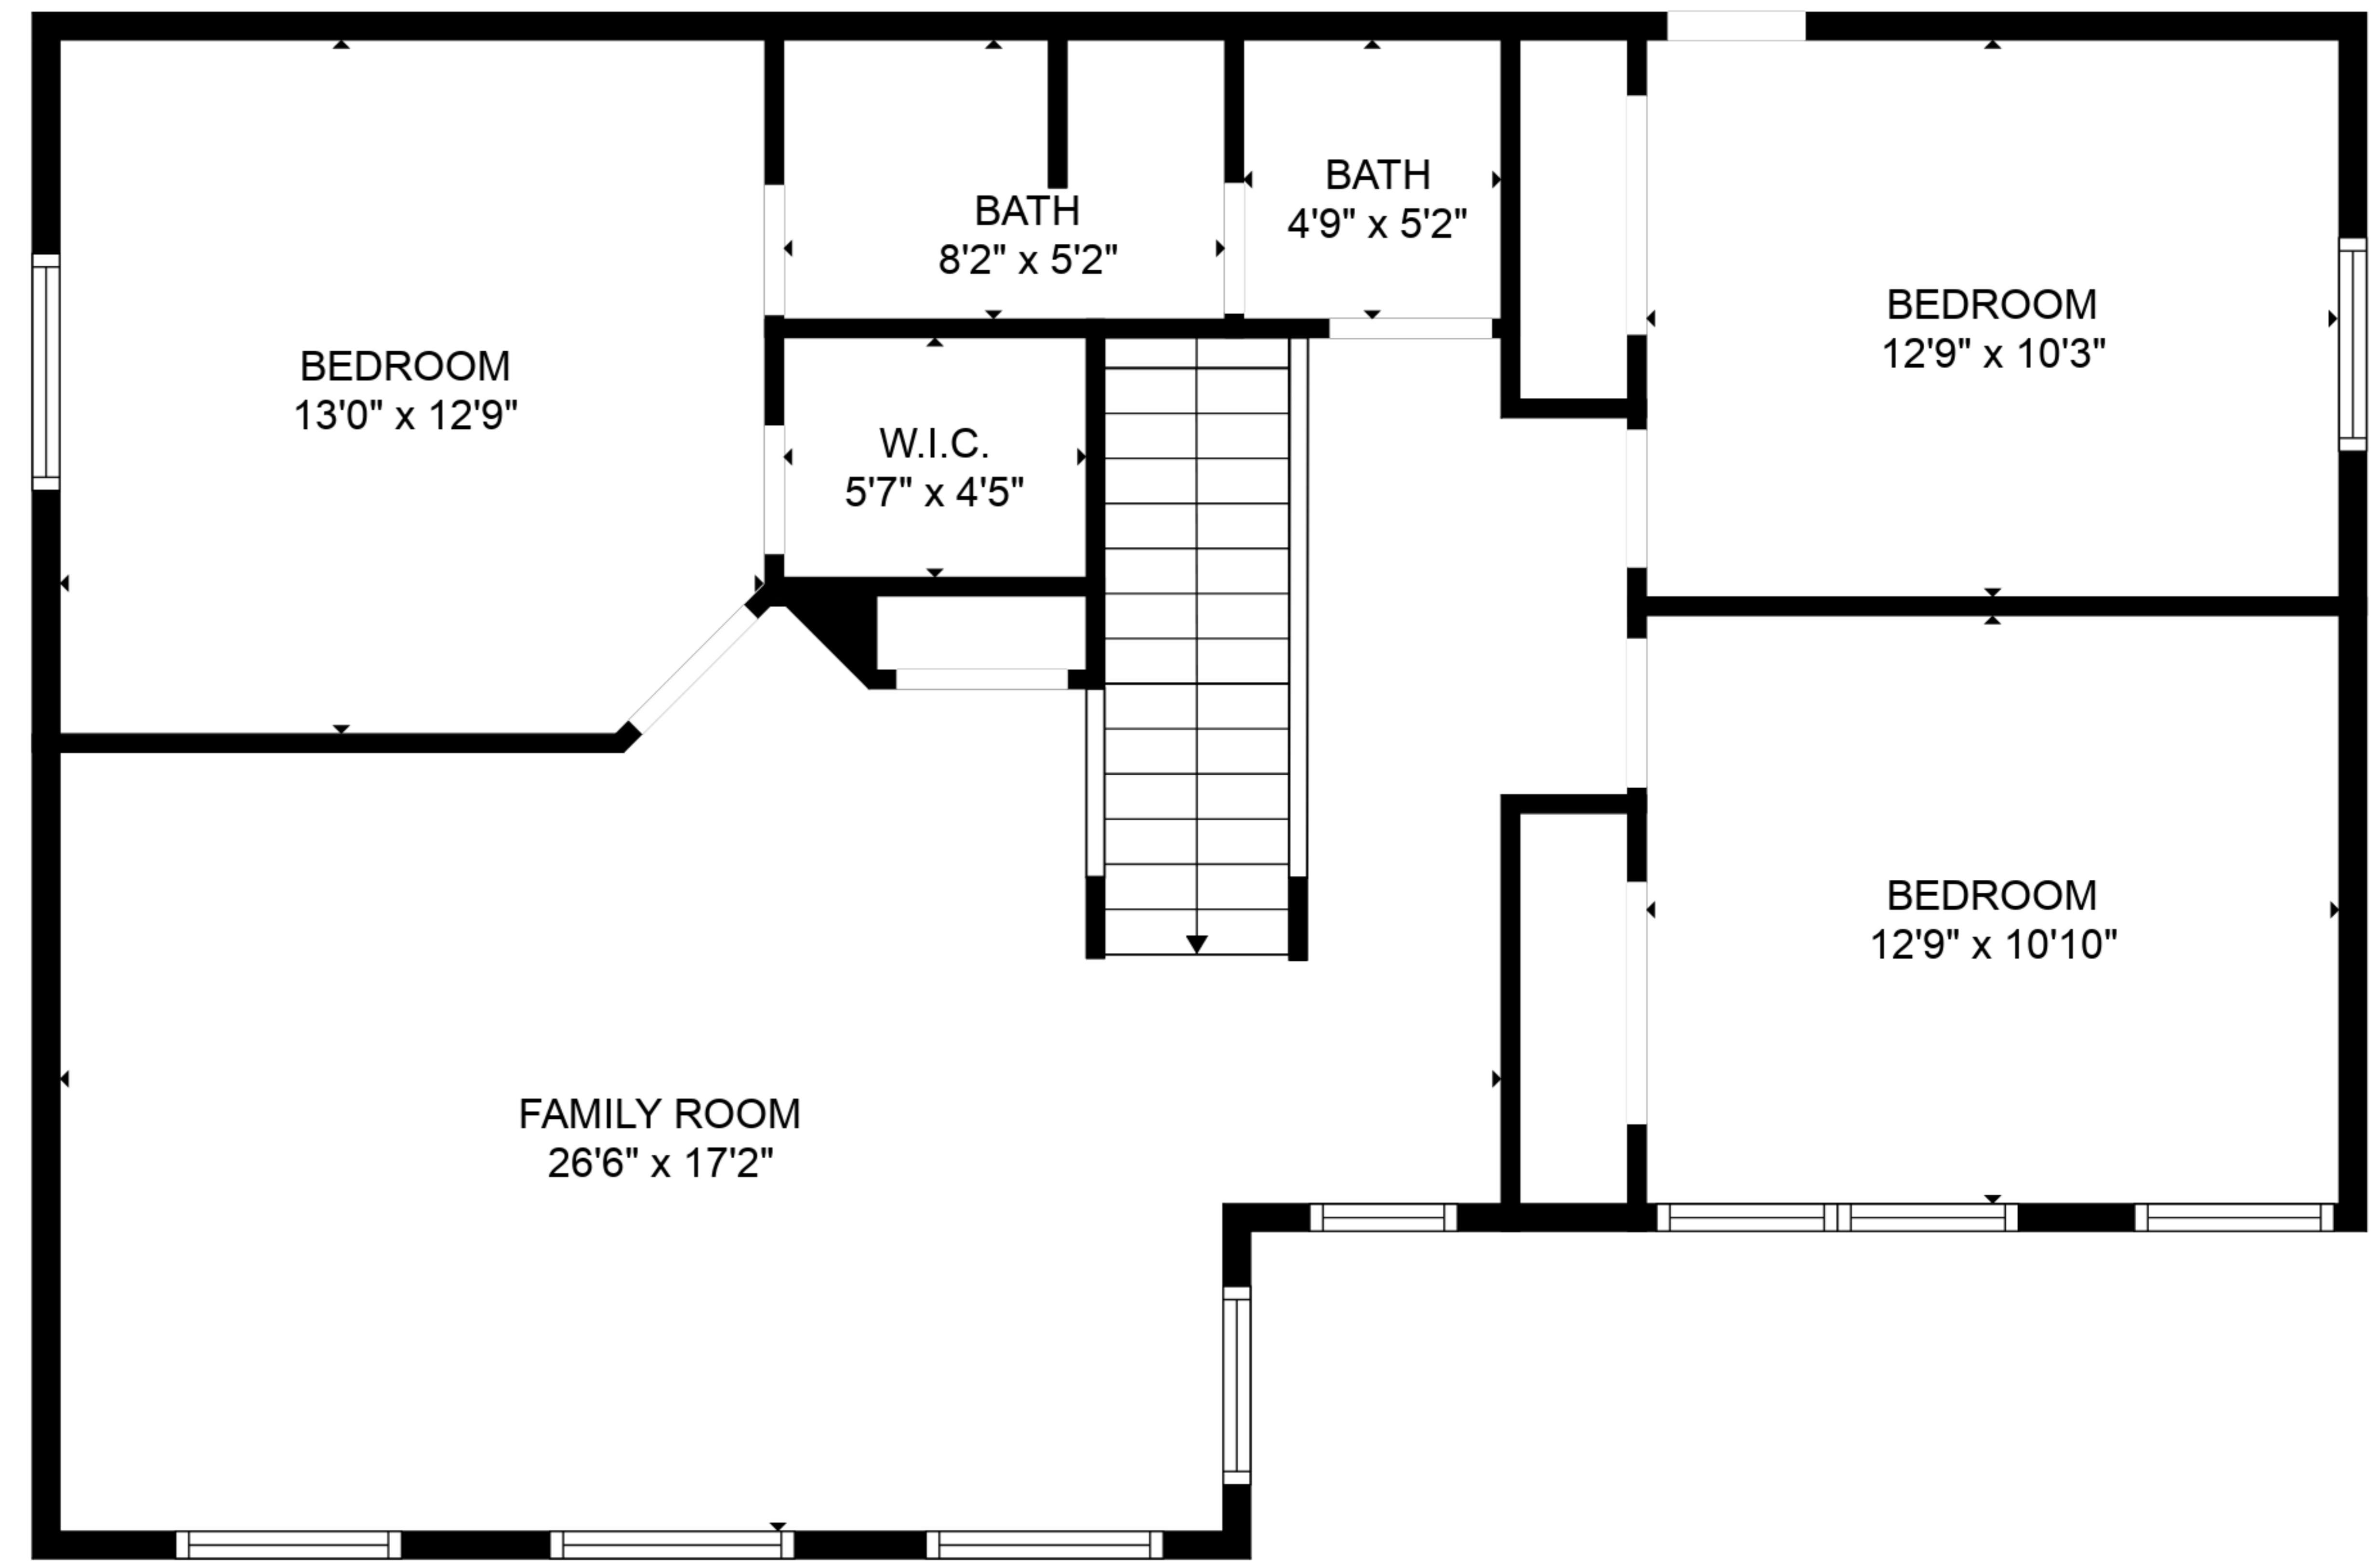 BATH
4'9" x 5'2"
BATH
8'2" x 5'2"
BEDROOM
12'9" x 10'3"
BEDROOM
13'0" x 12'9"
W.I.C.
5'7" x 4'5"
BEDROOM
12'9" x 10'10"
FAMILY ROOM
26'6" x 17'2"